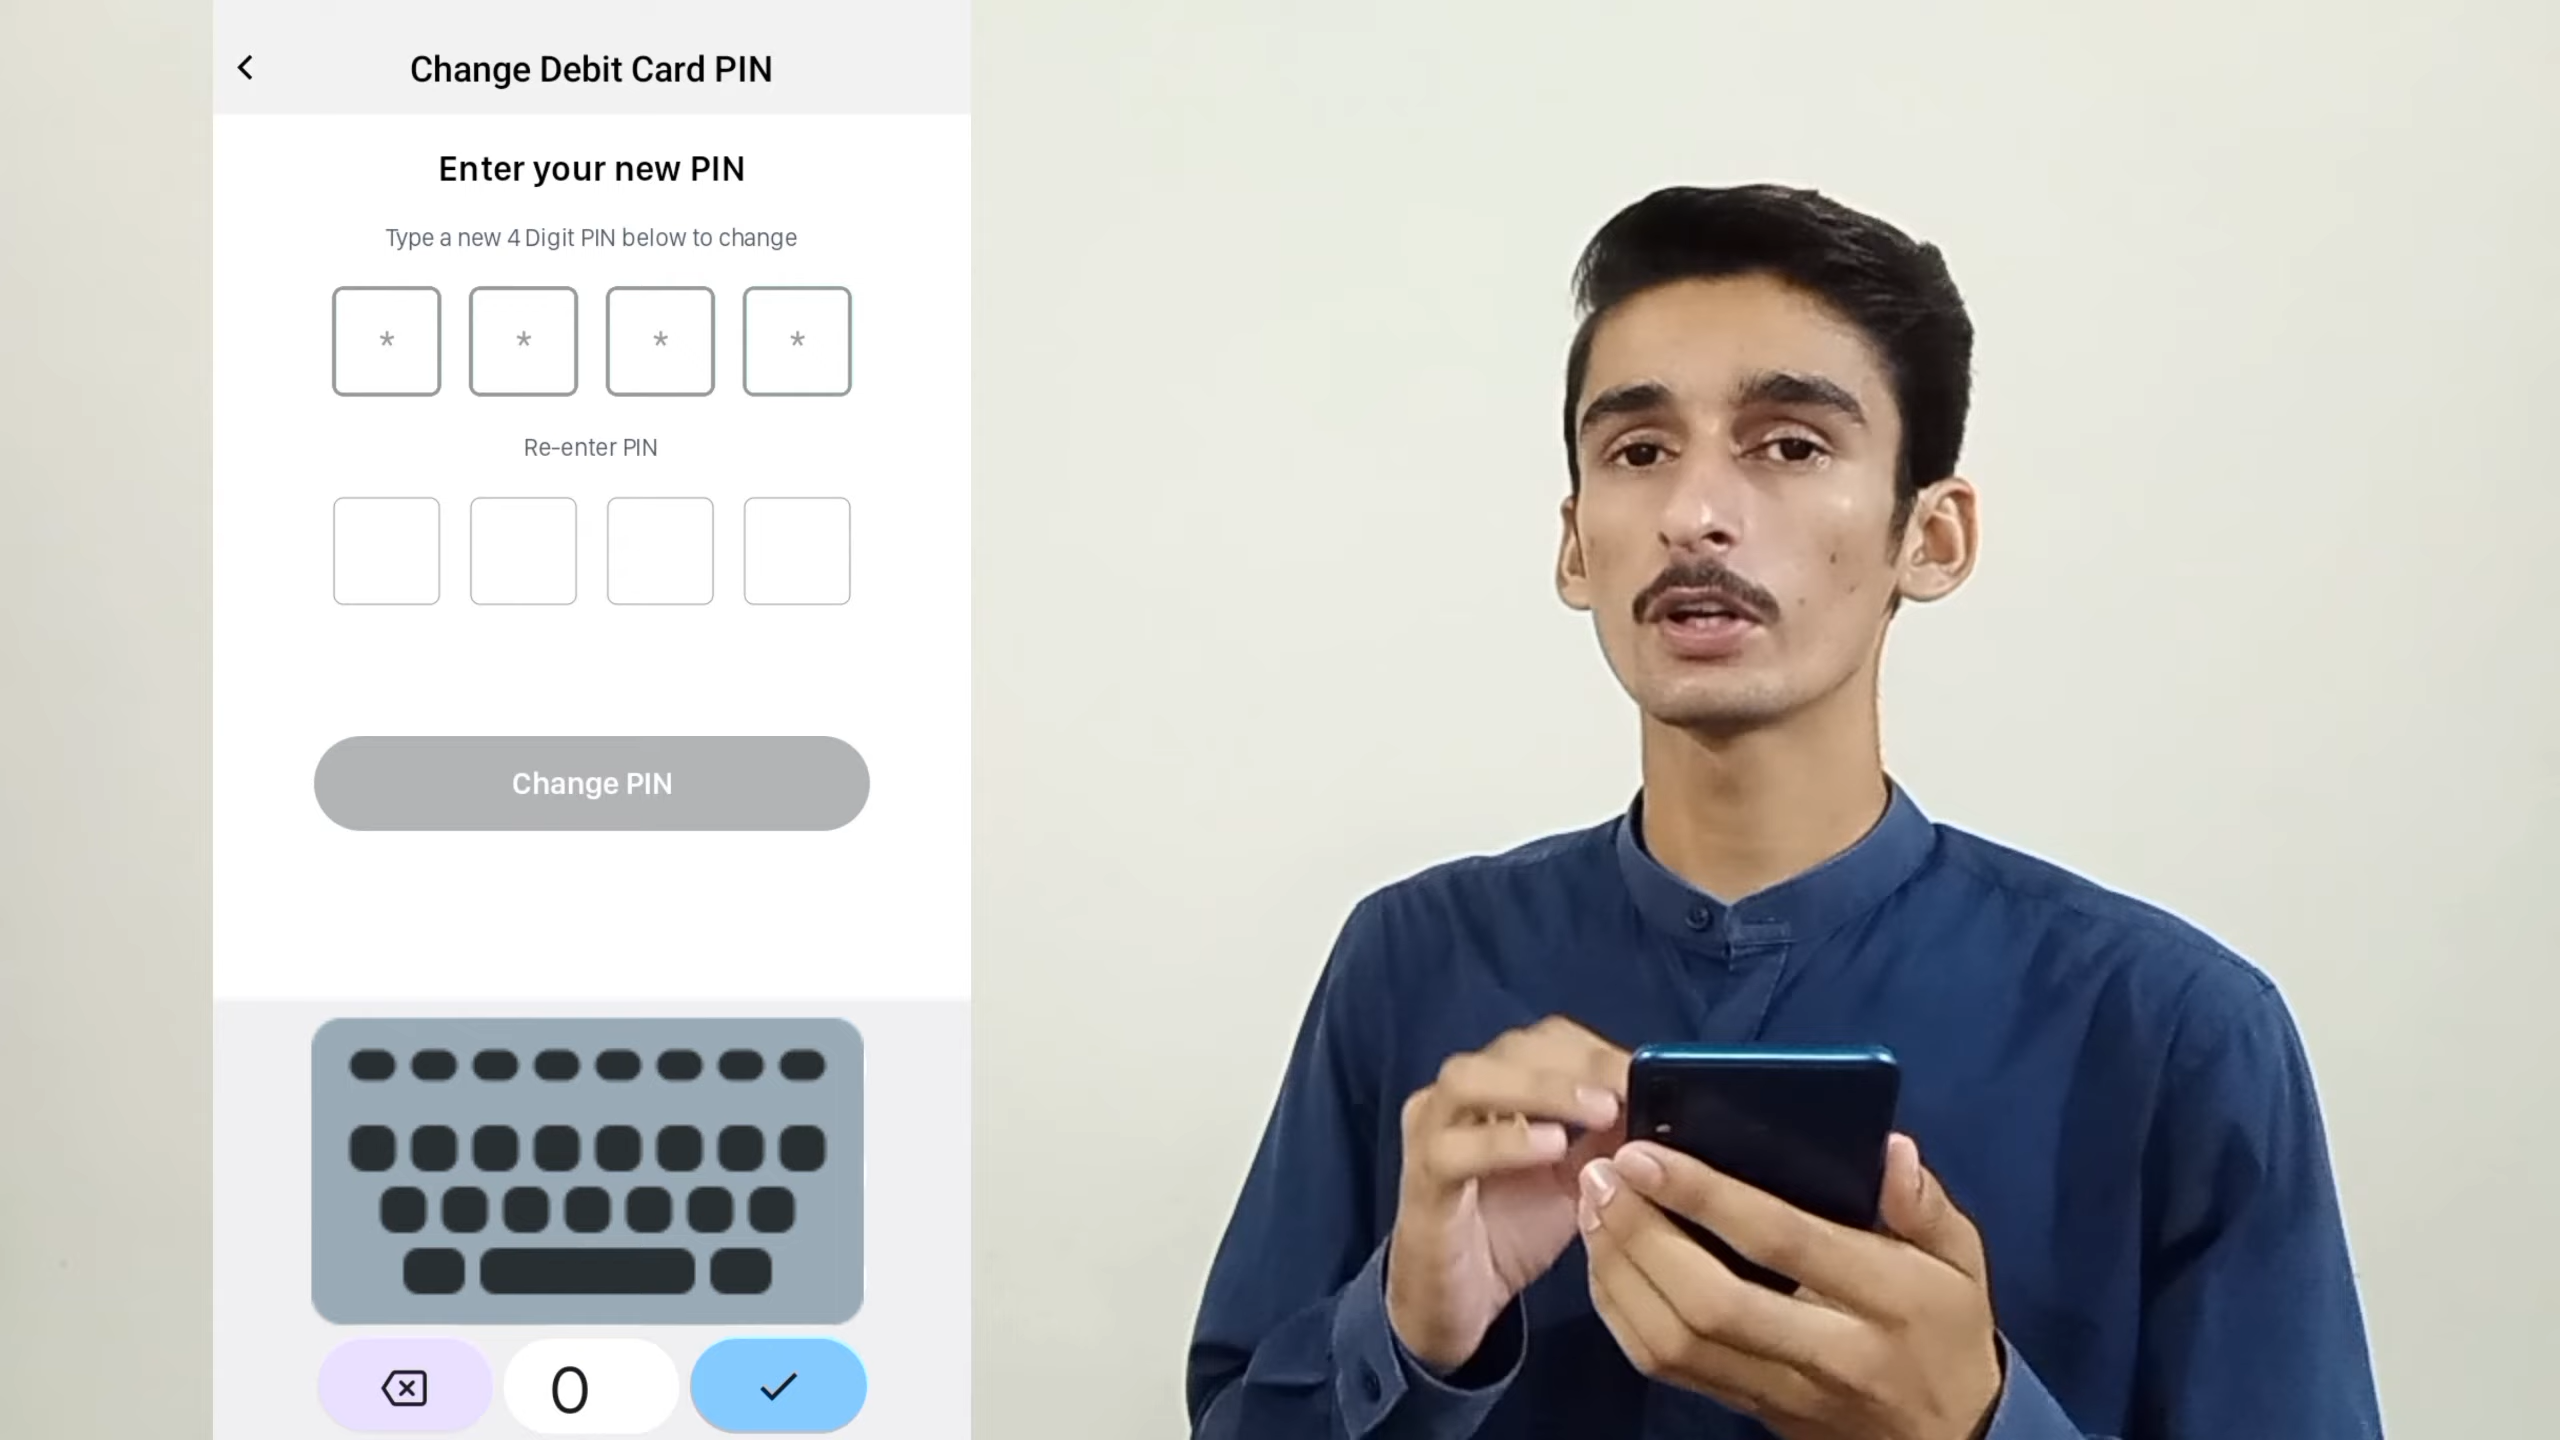 Change Debit Card PIN
Enter your new PIN
Type a new 4 Digit PIN below to change
* * * *
Re-enter PIN
Change PIN
0